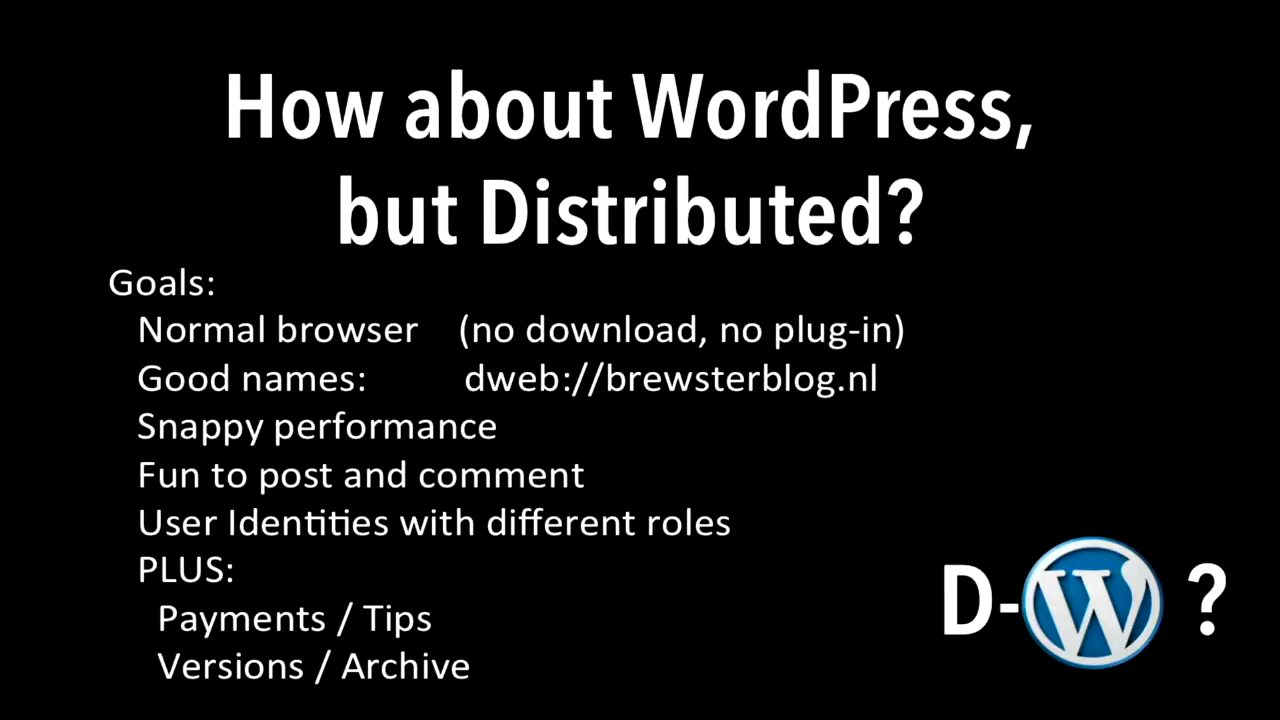 How about WordPress,
but Distributed?
Goals:
Normal browser (no download, no plug-in)
Good names: dweb://brewsterblog.nl
Snappy performance
Fun to post and comment
User Identities with different roles
PLUS:
Payments / Tips
Versions / Archive
D-W ?